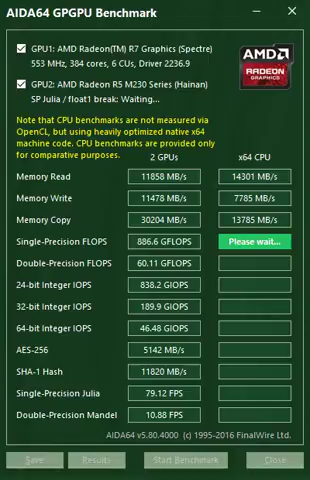 AIDA64 GPGPU Benchmark
GPU1: AMD Radeon(TM) R7 Graphics (Spectre)
553 MHz, 384 cores, 6 CUs, Driver 2236.9
GPU2: AMD Radeon R5 M230 Series (Hainan)
SP Julia / float1 break: Waiting...
AMD
RADEON
GRAPHICS
Note that CPU benchmarks are not measured via
OpenCL, but using heavily optimized native x64
machine code. CPU benchmarks are provided only
for comparative purposes.
2 GPUs x64 CPU
Memory Read 11858 MB/s 14301 MB/s
Memory Write 11478 MB/s 7785 MB/s
Memory Copy 30204 MB/s 13785 MB/s
Single-Precision FLOPS 886.6 GFLOPS Please wait...
Double-Precision FLOPS 60.11 GFLOPS
24-bit Integer IOPS 838.2 GIOPS
32-bit Integer IOPS 189.9 GIOPS
64-bit Integer IOPS 46.48 GIOPS
AES-256 5142 MB/s
SHA-1 Hash 11820 MB/s
Single-Precision Julia 79.12 FPS
Double-Precision Mandel 10.88 FPS
AIDA64 v5.80.4000 (c) 1995-2016 FinalWire Ltd.
Save Results Start Benchmark Close